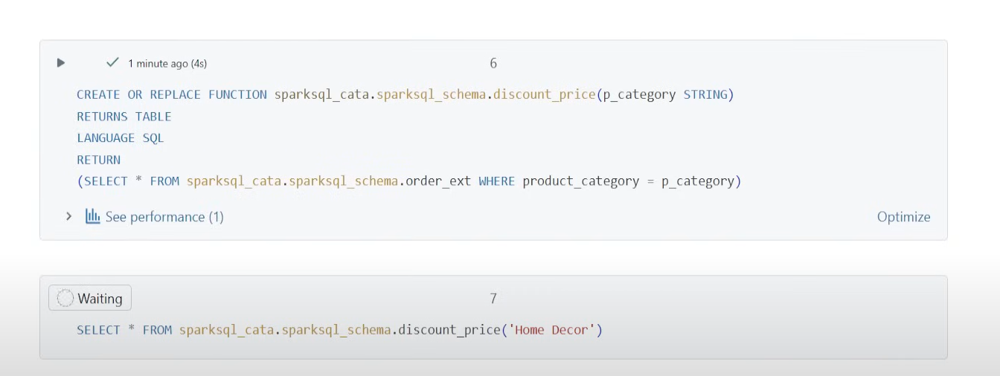 1 minute ago (4s)
6
CREATE OR REPLACE FUNCTION sparksql_cata.sparksql_schema.discount_price(p_category STRING)
RETURNS TABLE
LANGUAGE SQL
RETURN
(SELECT * FROM sparksql_cata.sparksql_schema.order_ext WHERE product_category = p_category)
See performance (1)
Optimize
Waiting
7
SELECT * FROM sparksql_cata.sparksql_schema.discount_price('Home Decor')